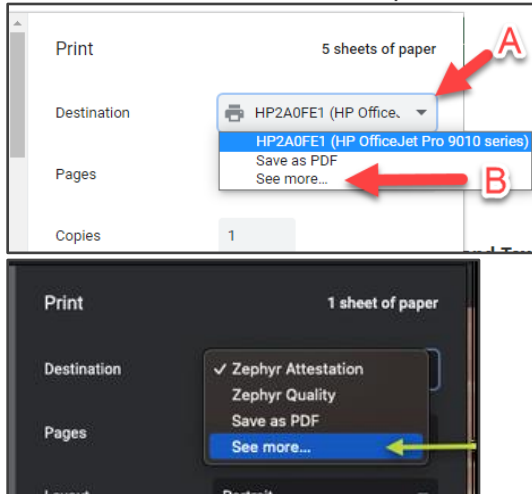 Print 5 sheets of paper
A
Destination HP2A0FE1 (HP Office.
HP2A0FE1 (HP OfficeJet Pro 9010 series)
Save as PDF
Pages
See more...
B
Copies 1
Print 1 sheet of paper
Destination ✓ Zephyr Attestation
Zephyr Quality
Save as PDF
Pages
See more...